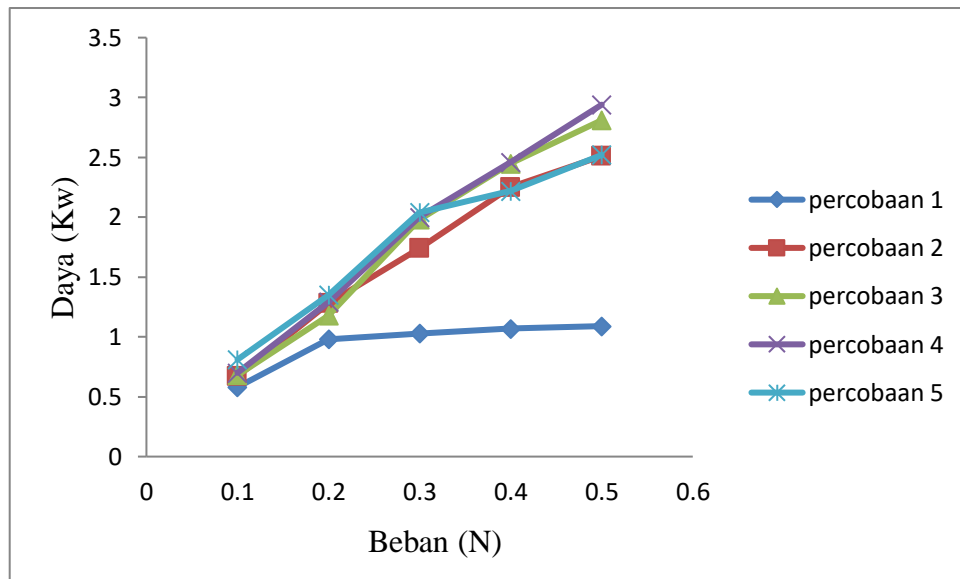 3.5
3
2.5
2
1.5
1
0.5
0
0 0.1 0.2 0.3 0.4 0.5 0.6
Daya (Kw)
Beban (N)
percobaan 1
percobaan 2
percobaan 3
percobaan 4
percobaan 5